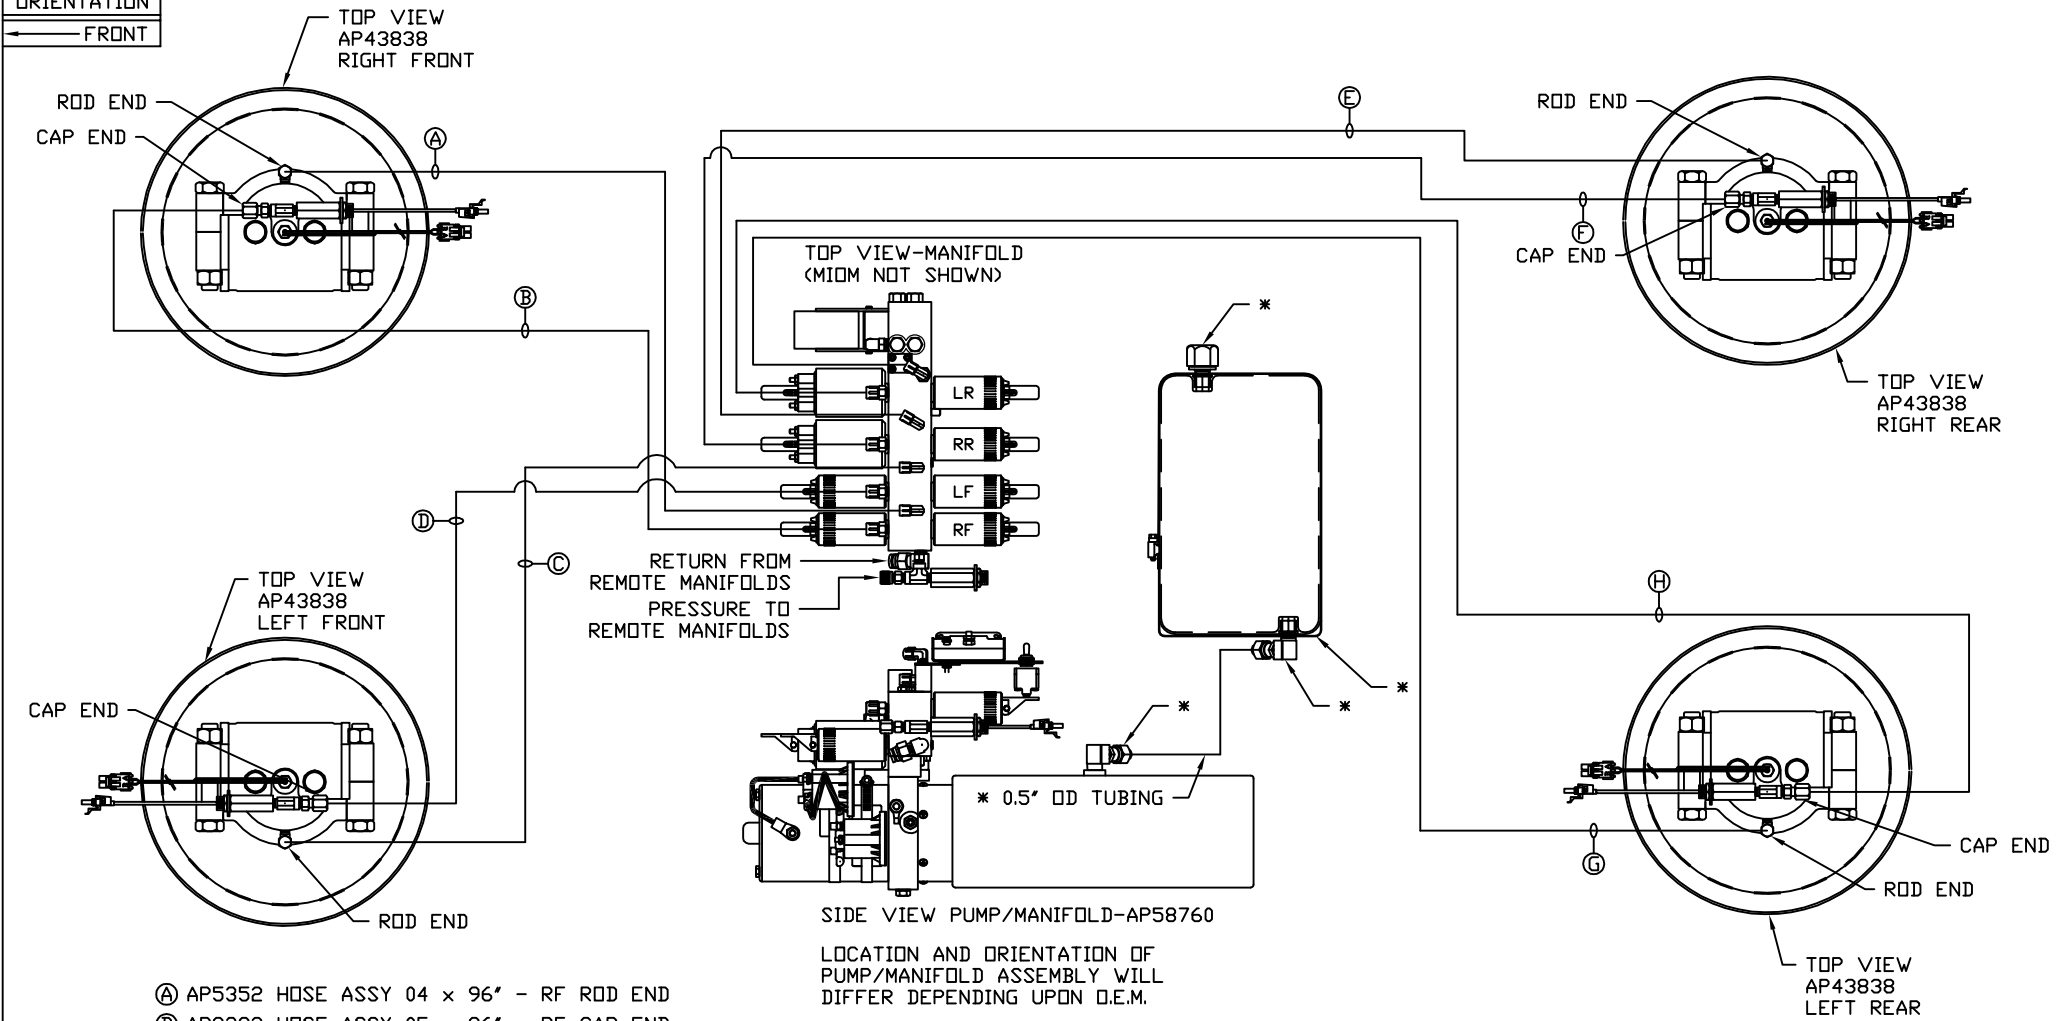 ORIENTATION
FRONT
TOP VIEW
AP43838
RIGHT FRONT
ROD END
CAP END
A
B
E
ROD END
F
CAP END
TOP VIEW
AP43838
RIGHT REAR
TOP VIEW-MANIFOLD
(MIOM NOT SHOWN)
*
LR
RR
LF
RF
D
C
RETURN FROM
REMOTE MANIFOLDS
PRESSURE TO
REMOTE MANIFOLDS
TOP VIEW
AP43838
LEFT FRONT
CAP END
ROD END
H
*
*
*
* 0.5" OD TUBING
G
CAP END
ROD END
SIDE VIEW PUMP/MANIFOLD-AP58760
LOCATION AND ORIENTATION OF
PUMP/MANIFOLD ASSEMBLY WILL
DIFFER DEPENDING UPON O.E.M.
TOP VIEW
AP43838
LEFT REAR
A AP5352 HOSE ASSY 04 x 96" - RF ROD END